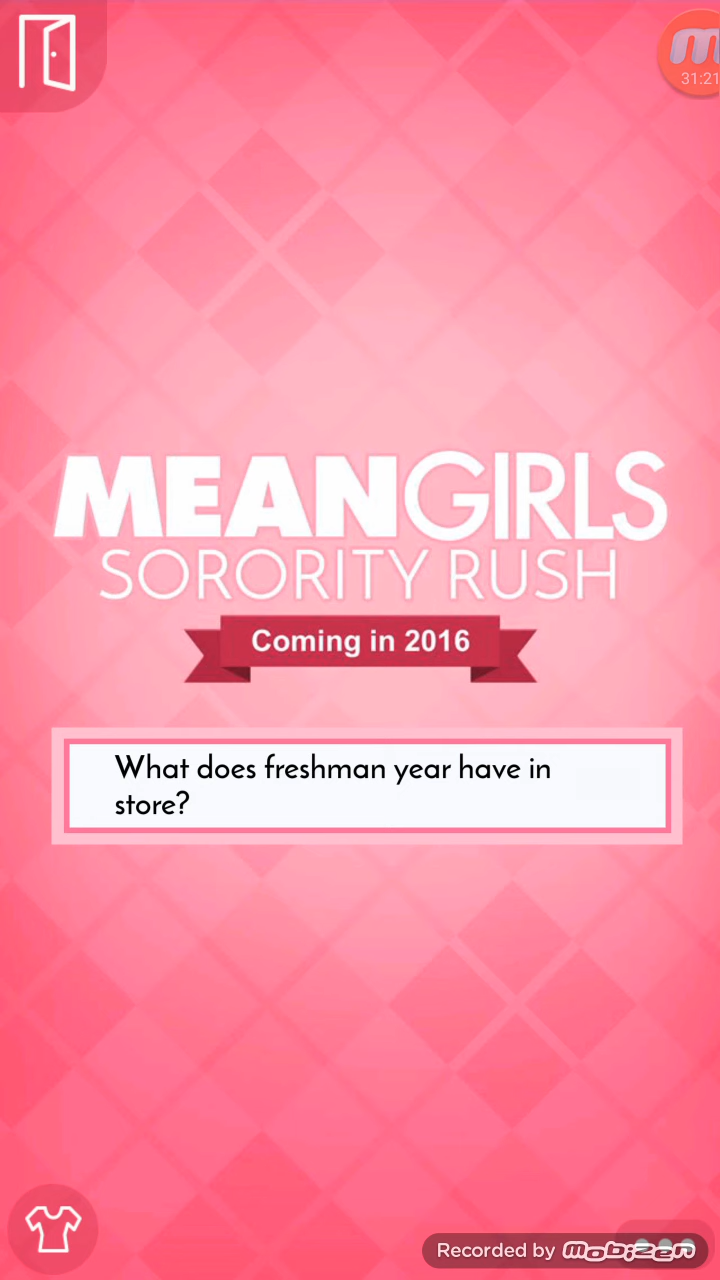 31:21
MEANGIRLS
SORORITY RUSH
Coming in 2016
What does freshman year have in
store?
Recorded by mobizen